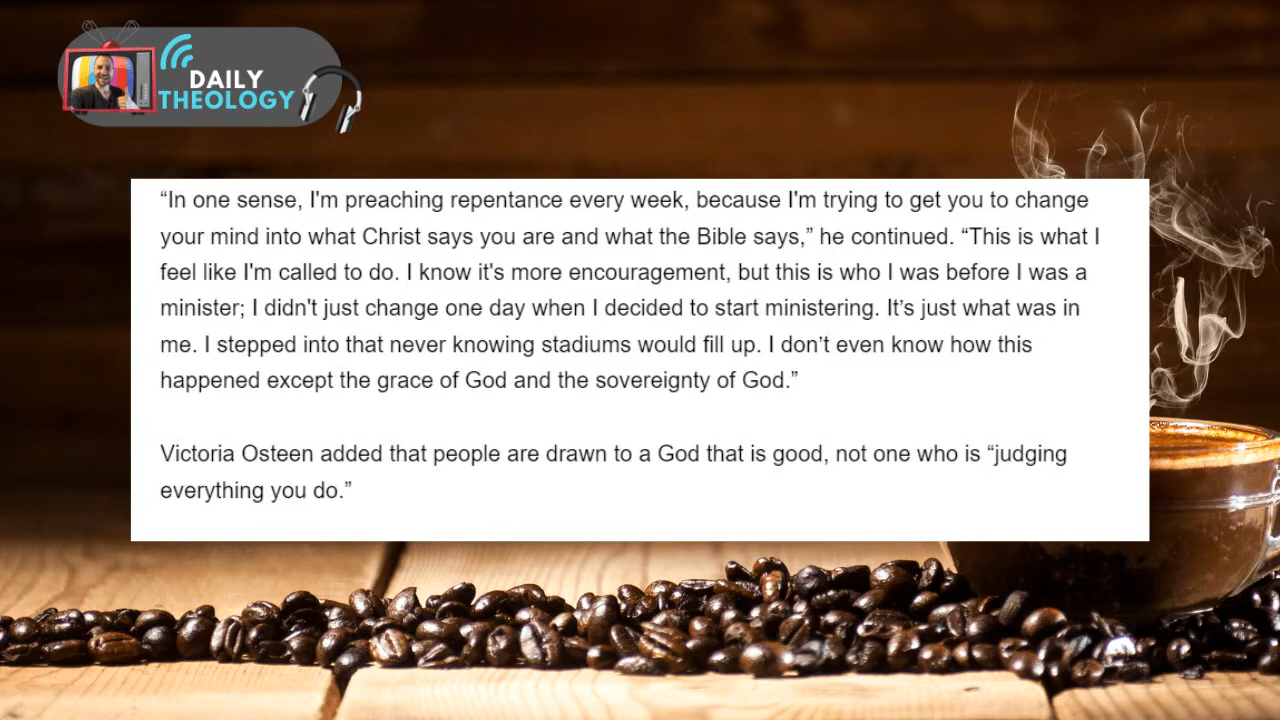 DAILY
THEOLOGY
“In one sense, I'm preaching repentance every week, because I'm trying to get you to change
your mind into what Christ says you are and what the Bible says,” he continued. “This is what I
feel like I'm called to do. I know it's more encouragement, but this is who I was before I was a
minister; I didn't just change one day when I decided to start ministering. It’s just what was in
me. I stepped into that never knowing stadiums would fill up. I don’t even know how this
happened except the grace of God and the sovereignty of God.”
Victoria Osteen added that people are drawn to a God that is good, not one who is “judging
everything you do.”